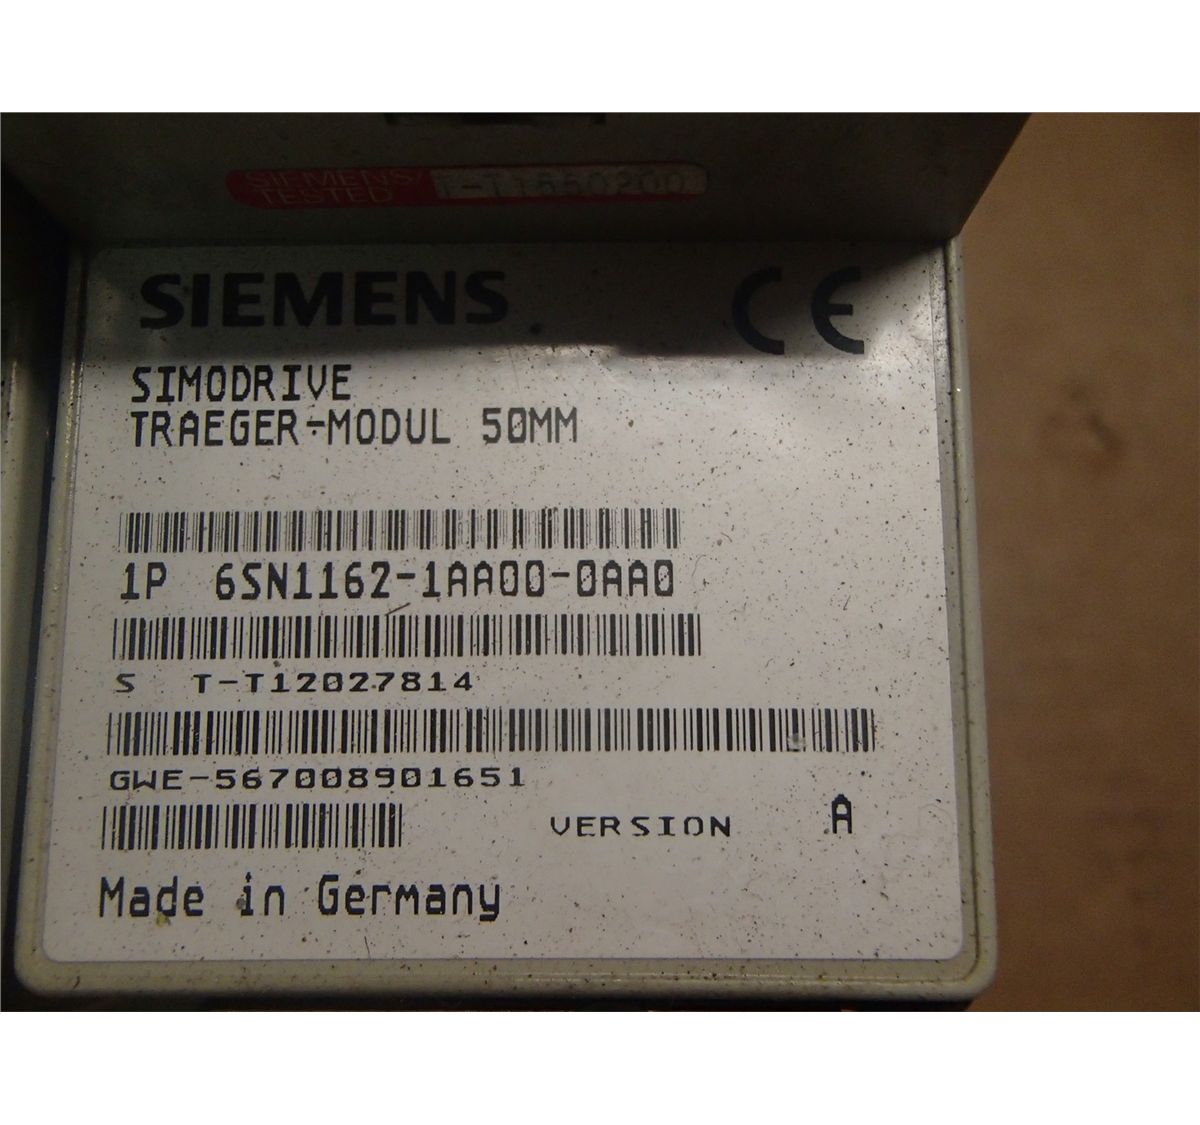 SIEMENS
TESTED
T-T1550200
SIEMENS
CE
SIMODRIVE
TRAEGER-MODUL 50MM
1P 6SN1162-1AA00-0AA0
S T-T12027814
GWE-567008901651
VERSION A
Made in Germany